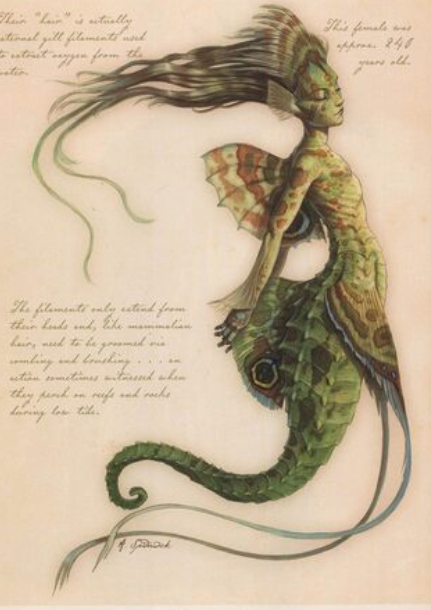 Their "hair" is actually
external gill filaments used
to extract oxygen from the
water.
This female was
approx. 240
years old.
The filaments only extend from
their heads and, like mammalian
hair, need to be groomed via
combing and brushing . . . an
action sometimes witnessed when
they perch on reefs and rocks
during low tide.